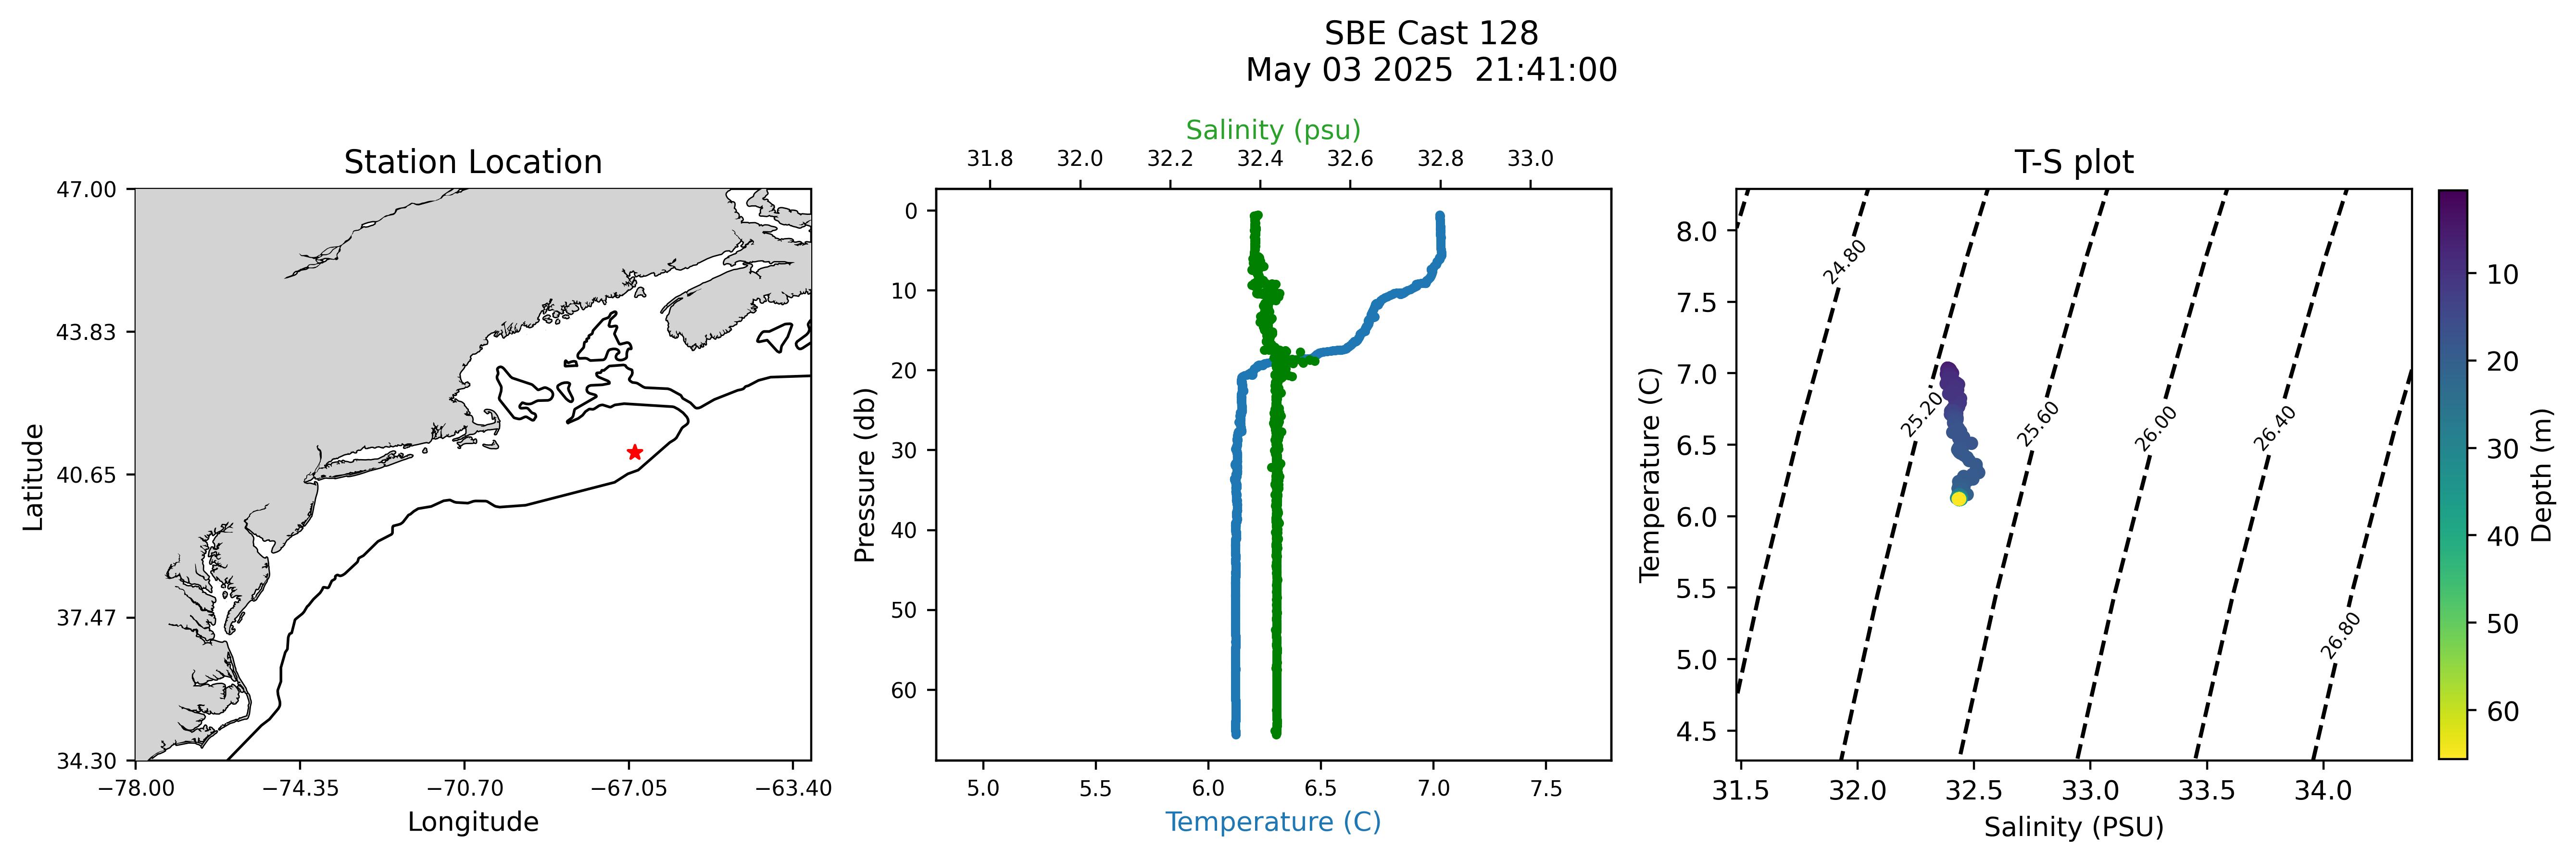 SBE Cast 128
May 03 2025  21:41:00
Station Location
47.00
43.83
40.65
37.47
34.30
Latitude
−78.00 −74.35 −70.70 −67.05 −63.40
Longitude
Salinity (psu)
31.8 32.0 32.2 32.4 32.6 32.8 33.0
0
10
20
30
40
50
60
Pressure (db)
5.0 5.5 6.0 6.5 7.0 7.5
Temperature (C)
T-S plot
8.0
7.5
7.0
6.5
6.0
5.5
5.0
4.5
Temperature (C)
24.80
25.20
25.60
26.00
26.40
26.80
31.5 32.0 32.5 33.0 33.5 34.0
Salinity (PSU)
10
20
30
40
50
60
Depth (m)